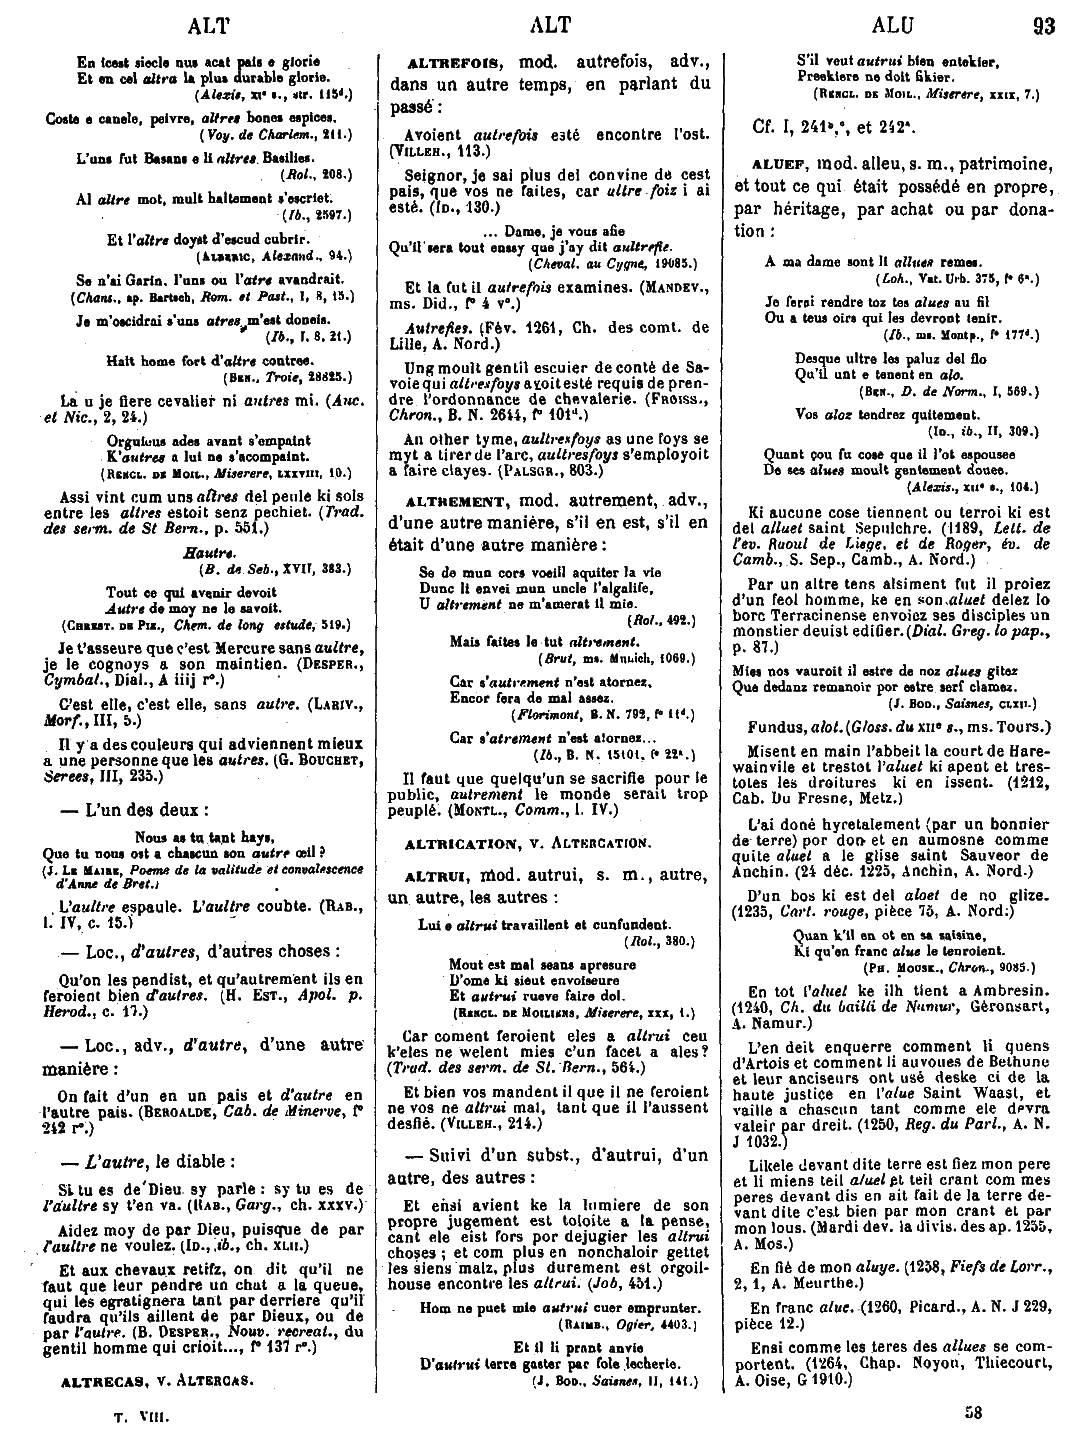 ALT
ALT
ALU
93
En icest siecle nus acat pais e glorie
Et en cel altra la plus durable glorie.
(Alexis, XIe s., str. 115d.)
Coste e canele, peivre, altres bones espices.
(Voy. de Charlem., 211.)
L'uns fut Basans e li altres Basilies.
(Rol., 208.)
Al altre mot, mult haltement s'escriet.
(Ib., 2597.)
Et l'altre doyst d'escud cubrir.
(ALBERIC, Alexand., 94.)
Se n'ai Garin, l'uns ou l'atre avandrait.
(Chans., ap. Bartsch, Rom. et Past., I, 8, 15.)
Je m'oscidrai s'uns atres m'est doneis.
(Ib., I, 8, 21.)
Hait home fort d'altre contree.
(BEN., Troie, 28825.)
La u je fiere cevalier ni autres mi. (Auc.
et Nic., 2, 24.)
Orguieus ades avant s'empaint
K'autres a lui ne s'acompaint.
(RENCL. DE MOIL., Miserere, LXXVIII, 10.)
Assi vint cum uns altres del peule ki sols
entre les altres estoit senz pechiet. (Trad.
des serm. de St Bern., p. 551.)
Hautre.
(B. de Seb., XVII, 383.)
Tout ce qui avenir devoit
Autre de moy ne le savoit.
(CHREST. DE PIZ., Chem. de long estude, 519.)
Je t'asseure que c'est Mercure sans aultre,
je le cognoys a son maintien. (DESPER.,
Cymbal., Dial., A iiij r°.)
C'est elle, c'est elle, sans autre. (LARIV.,
Morf., III, 5.)
Il y a des couleurs qui adviennent mieux
a une personne que les autres. (G. BOUCHET,
Serees, III, 235.)
— L'un des deux :
Nous as tu tant hays,
Que tu nous ost a chascun son autre œil ?
(J. LE MAIRE, Poeme de la valitude et convalescence
d'Anne de Bret.)
L'aultre espaule. L'aultre coubte. (RAB.,
l. IV, c. 15.)
— Loc., d'autres, d'autres choses :
Qu'on les pendist, et qu'autrement ils en
feroient bien d'autres. (H. EST., Apol. p.
Herod., c. 17.)
— Loc., adv., d'autre, d'une autre
manière :
On fait d'un en un pais et d'autre en
l'autre pais. (BEROALDE, Cab. de Minerve, f°
242 r°.)
— L'autre, le diable :
Si tu es de Dieu sy parle : sy tu es de
l'aultre sy t'en va. (RAB., Garg., ch. XXXV.)
Aidez moy de par Dieu, puisque de par
l'aultre ne voulez. (ID., ib., ch. XLII.)
Et aux chevaux retifz, on dit qu'il ne
faut que leur pendre un chat a la queue,
qui les egratignera tant par derriere qu'il
faudra qu'ils aillent de par Dieux, ou de
par l'autre. (B. DESPER., Nouv. recreat., du
gentil homme qui crioit..., f° 137 r°.)
ALTRECAS, V. ALTERCAS.
T. VIII.
ALTREFOIS, mod. autrefois, adv.,
dans un autre temps, en parlant du
passé :
Avoient autrefois esté encontre l'ost.
(VILLEH., 113.)
Seignor, je sai plus del convine de cest
pais, que vos ne faites, car altre foiz i ai
esté. (ID., 130.)
... Dame, je vous afie
Qu'il sera tout ensy que j'ay dit aultrefie.
(Cheval. au Cygne, 19085.)
Et la fut il autrefois examines. (MANDEV.,
ms. Did., f° 4 v°.)
Autrefies. (Fév. 1261, Ch. des comt. de
Lille, A. Nord.)
Ung moult gentil escuier de conté de Sa-
voie qui altresfoys avoit esté requis de pren-
dre l'ordonnance de chevalerie. (FROISS.,
Chron., B. N. 2644, f° 101d.)
An other tyme, aultresfoys as une foys se
myt a tirer de l'arc, aultresfoys s'employoit
a faire clayes. (PALSGR., 803.)
ALTREMENT, mod. autrement, adv.,
d'une autre manière, s'il en est, s'il en
était d'une autre manière :
Se de mun cors voeill aquiter la vie
Dunc li envei mun uncle l'algalife,
U altrement ne m'amerat il mie.
(Rol., 492.)
Mais faites le tut altrement.
(Brut, ms. Munich, 1069.)
Car s'autrement n'est atornez,
Encor fera de mal assez.
(Florimont, B. N. 792, f° 11d.)
Car s'atrement n'est atornez...
(Ib., B. N. 15101, f° 22a.)
Il faut que quelqu'un se sacrifie pour le
public, autrement le monde serait trop
peuplé. (MONTL., Comm., l. IV.)
ALTRICATION, V. ALTERCATION.
ALTRUI, mod. autrui, s. m., autre,
un autre, les autres :
Lui e altrui travaillent et cunfundent.
(Rol., 380.)
Mout est mal seans apresure
D'ome ki sieut envoiseure
Et autrui rueve faire dol.
(RENCL. DE MOILIENS, Miserere, XXX, 1.)
Car coment feroient eles a altrui ceu
k'eles ne welent mies c'un facet a ales ?
(Trad. des serm. de St. Bern., 564.)
Et bien vos mandent il que il ne feroient
ne vos ne altrui mal, tant que il l'aussent
desfié. (VILLEH., 214.)
— Suivi d'un subst., d'autrui, d'un
autre, des autres :
Et ensi avient ke la lumiere de son
propre jugement est toloite a la pense,
cant ele eist fors por dejugier les altrui
choses ; et com plus en nonchaloir gettet
les siens malz, plus durement est orgoil-
house encontre les altrui. (Job, 451.)
Hom ne puet mie autrui cuer emprunter.
(RAIMB., Ogier, 4403.)
Et il li prant anvie
D'autrui terre gaster par fole lecherie.
(J. BOD., Saisnes, II, 141.)
S'il veut autrui bien entekier,
Preekiere ne doit fikier.
(RENCL. DE MOIL., Miserere, XXIX, 7.)
Cf. I, 241b,c, et 242a.
ALUEF, mod. alleu, s. m., patrimoine,
et tout ce qui était possédé en propre,
par héritage, par achat ou par dona-
tion :
A ma dame sont li alluez remes.
(Loh., Vat. Urb. 375, f° 6a.)
Je feroi rendre toz tes alues au fil
Ou a teus oirs qui les devront tenir.
(Ib., ms. Montp., f° 177d.)
Desque ultre les paluz del flo
Qu'il unt e tenent en alo.
(BEN., D. de Norm., I, 569.)
Vos aloz tendrez quitement.
(ID., ib., II, 309.)
Quant çou fu cose que il l'ot espousee
De ses alues moult gentement douee.
(Alexis., XIIe s., 104.)
Ki aucune cose tiennent ou terroi ki est
del alluet saint Sepulchre. (1189, Lett. de
l'ev. Raoul de Liege, et de Roger, év. de
Camb., S. Sep., Camb., A. Nord.)
Par un altre tens alsiment fut il proiez
d'un feol homme, ke en son aluet delez lo
borc Terracinense envoiez ses disciples un
monstier deuist edifier. (Dial. Greg. lo pap.,
p. 87.)
Mies nos vauroit il estre de noz alues gitez
Que dedanz remanoir por estre serf clamez.
(J. BOD., Saisnes, CLXII.)
Fundus, alot. (Gloss. du XIIe s., ms. Tours.)
Misent en main l'abbeit la court de Hare-
wainvile et trestot l'aluet ki apent et tres-
totes les droitures ki en issent. (1212,
Cab. Du Fresne, Metz.)
L'ai doné hyretalement (par un bonnier
de terre) por don et en aumosne comme
quite aluet a le glise saint Sauveor de
Anchin. (24 déc. 1225, Anchin, A. Nord.)
D'un bos ki est del aloet de no glize.
(1235, Cart. rouge, pièce 75, A. Nord.)
Quan k'il en ot en sa saisine,
Ki qu'en franc alue le tenroient.
(PH. MOUSK., Chron., 9085.)
En tot l'aluet ke ilh tient a Ambresin.
(1240, Ch. du bailli de Namur, Géronsart,
A. Namur.)
L'en deit enquerre comment li quens
d'Artois et comment li auvoues de Bethune
et leur anciseurs ont usé deske ci de la
haute justice en l'alue Saint Waast, et
vaille a chascun tant comme ele devra
valeir par dreit. (1250, Reg. du Parl., A. N.
J 1032.)
Likele devant dite terre est fiez mon pere
et li miens teil aluef et teil crant com mes
peres devant dis en ait fait de la terre de-
vant dite c'est bien par mon crant et par
mon lous. (Mardi dev. la divis. des ap. 1255,
A. Mos.)
En fié de mon aluye. (1258, Fiefs de Lorr.,
2, 1, A. Meurthe.)
En franc alue. (1260, Picard., A. N. J 229,
pièce 12.)
Ensi comme les teres des allues se com-
portent. (1264, Chap. Noyon, Thiecourt,
A. Oise, G 1910.)
58